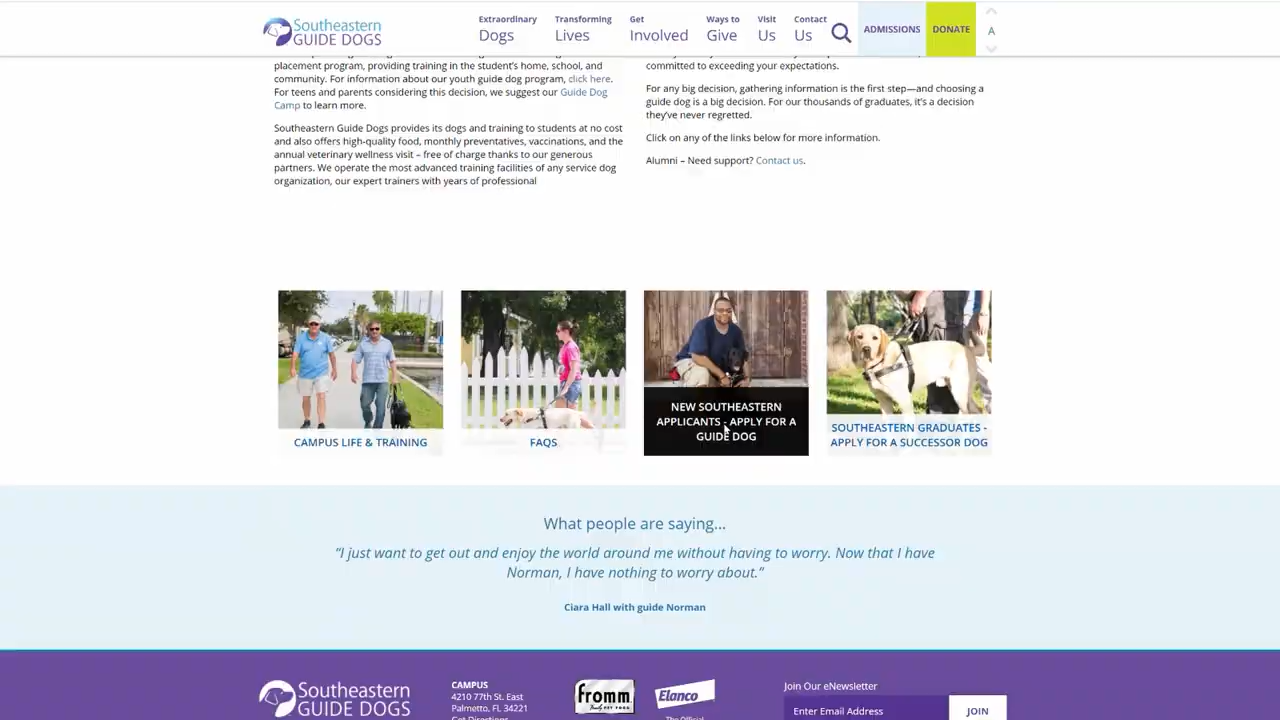 Southeastern
GUIDE DOGS
Extraordinary
Dogs
Transforming
Lives
Get
Involved
Ways to
Give
Visit
Us
Contact
Us
ADMISSIONS
DONATE
A
placement program, providing training in the student's home, school, and
community. For information about our youth guide dog program, click here.
For teens and parents considering this decision, we suggest our Guide Dog
Camp to learn more.
Southeastern Guide Dogs provides its dogs and training to students at no cost
and also offers high-quality food, monthly preventatives, vaccinations, and the
annual veterinary wellness visit – free of charge thanks to our generous
partners. We operate the most advanced training facilities of any service dog
organization, our expert trainers with years of professional
committed to exceeding your expectations.
For any big decision, gathering information is the first step—and choosing a
guide dog is a big decision. For our thousands of graduates, it's a decision
they've never regretted.
Click on any of the links below for more information.
Alumni – Need support? Contact us.
CAMPUS LIFE & TRAINING
FAQS
NEW SOUTHEASTERN
APPLICANTS - APPLY FOR A
GUIDE DOG
SOUTHEASTERN GRADUATES -
APPLY FOR A SUCCESSOR DOG
What people are saying...
"I just want to get out and enjoy the world around me without having to worry. Now that I have
Norman, I have nothing to worry about."
Ciara Hall with guide Norman
Southeastern
GUIDE DOGS
CAMPUS
4210 77th St. East
Palmetto, FL 34221
Get Directions
fromm
Elanco
The Official
Join Our eNewsletter
Enter Email Address
JOIN